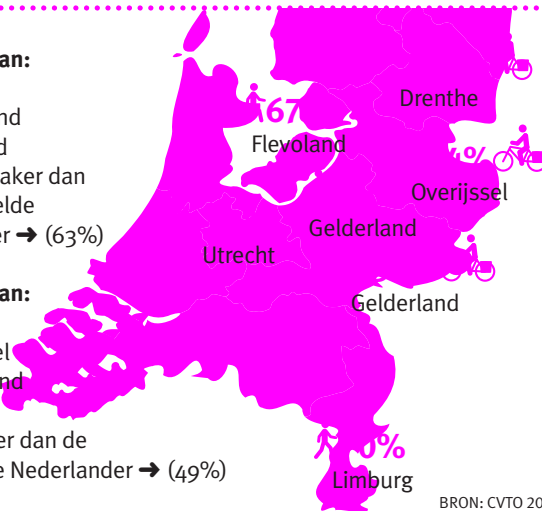 an:
nd
d
aker dan
elde
er ➜ (63%)
an:
el
and
er dan de
e Nederlander ➜ (49%)
67
Drenthe
Flevoland
%
Overijssel
Gelderland
Utrecht
Gelderland
0%
Limburg
BRON: CVTO 20